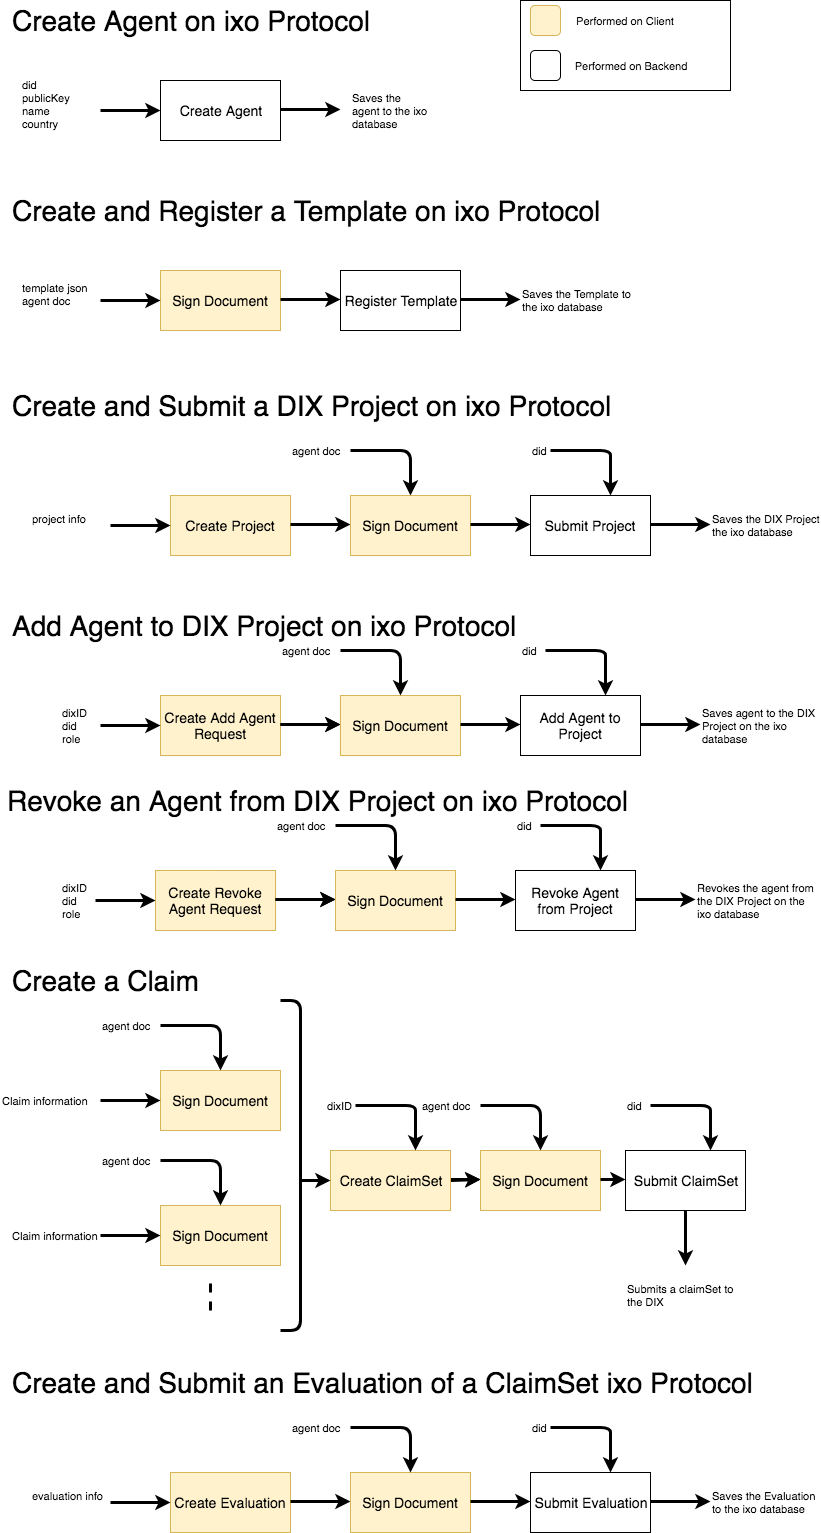 Create Agent on ixo Protocol
Performed on Client
Performed on Backend
did
publicKey
name
country
Create Agent
Saves the
agent to the ixo
database
Create and Register a Template on ixo Protocol
template json
agent doc
Sign Document
Register Template
Saves the Template to
the ixo database
Create and Submit a DIX Project on ixo Protocol
agent doc
did
project info
Create Project
Sign Document
Submit Project
Saves the DIX Project
the ixo database
Add Agent to DIX Project on ixo Protocol
agent doc
did
dixID
did
role
Create Add Agent
Request
Sign Document
Add Agent to
Project
Saves agent to the DIX
Project on the ixo
database
Revoke an Agent from DIX Project on ixo Protocol
agent doc
did
dixID
did
role
Create Revoke
Agent Request
Sign Document
Revoke Agent
from Project
Revokes the agent from
the DIX Project on the
ixo database
Create a Claim
agent doc
Claim information
Sign Document
agent doc
Claim information
Sign Document
dixID
Create ClaimSet
agent doc
Sign Document
did
Submit ClaimSet
Submits a claimSet to
the DIX
Create and Submit an Evaluation of a ClaimSet ixo Protocol
agent doc
did
evaluation info
Create Evaluation
Sign Document
Submit Evaluation
Saves the Evaluation
to the ixo database